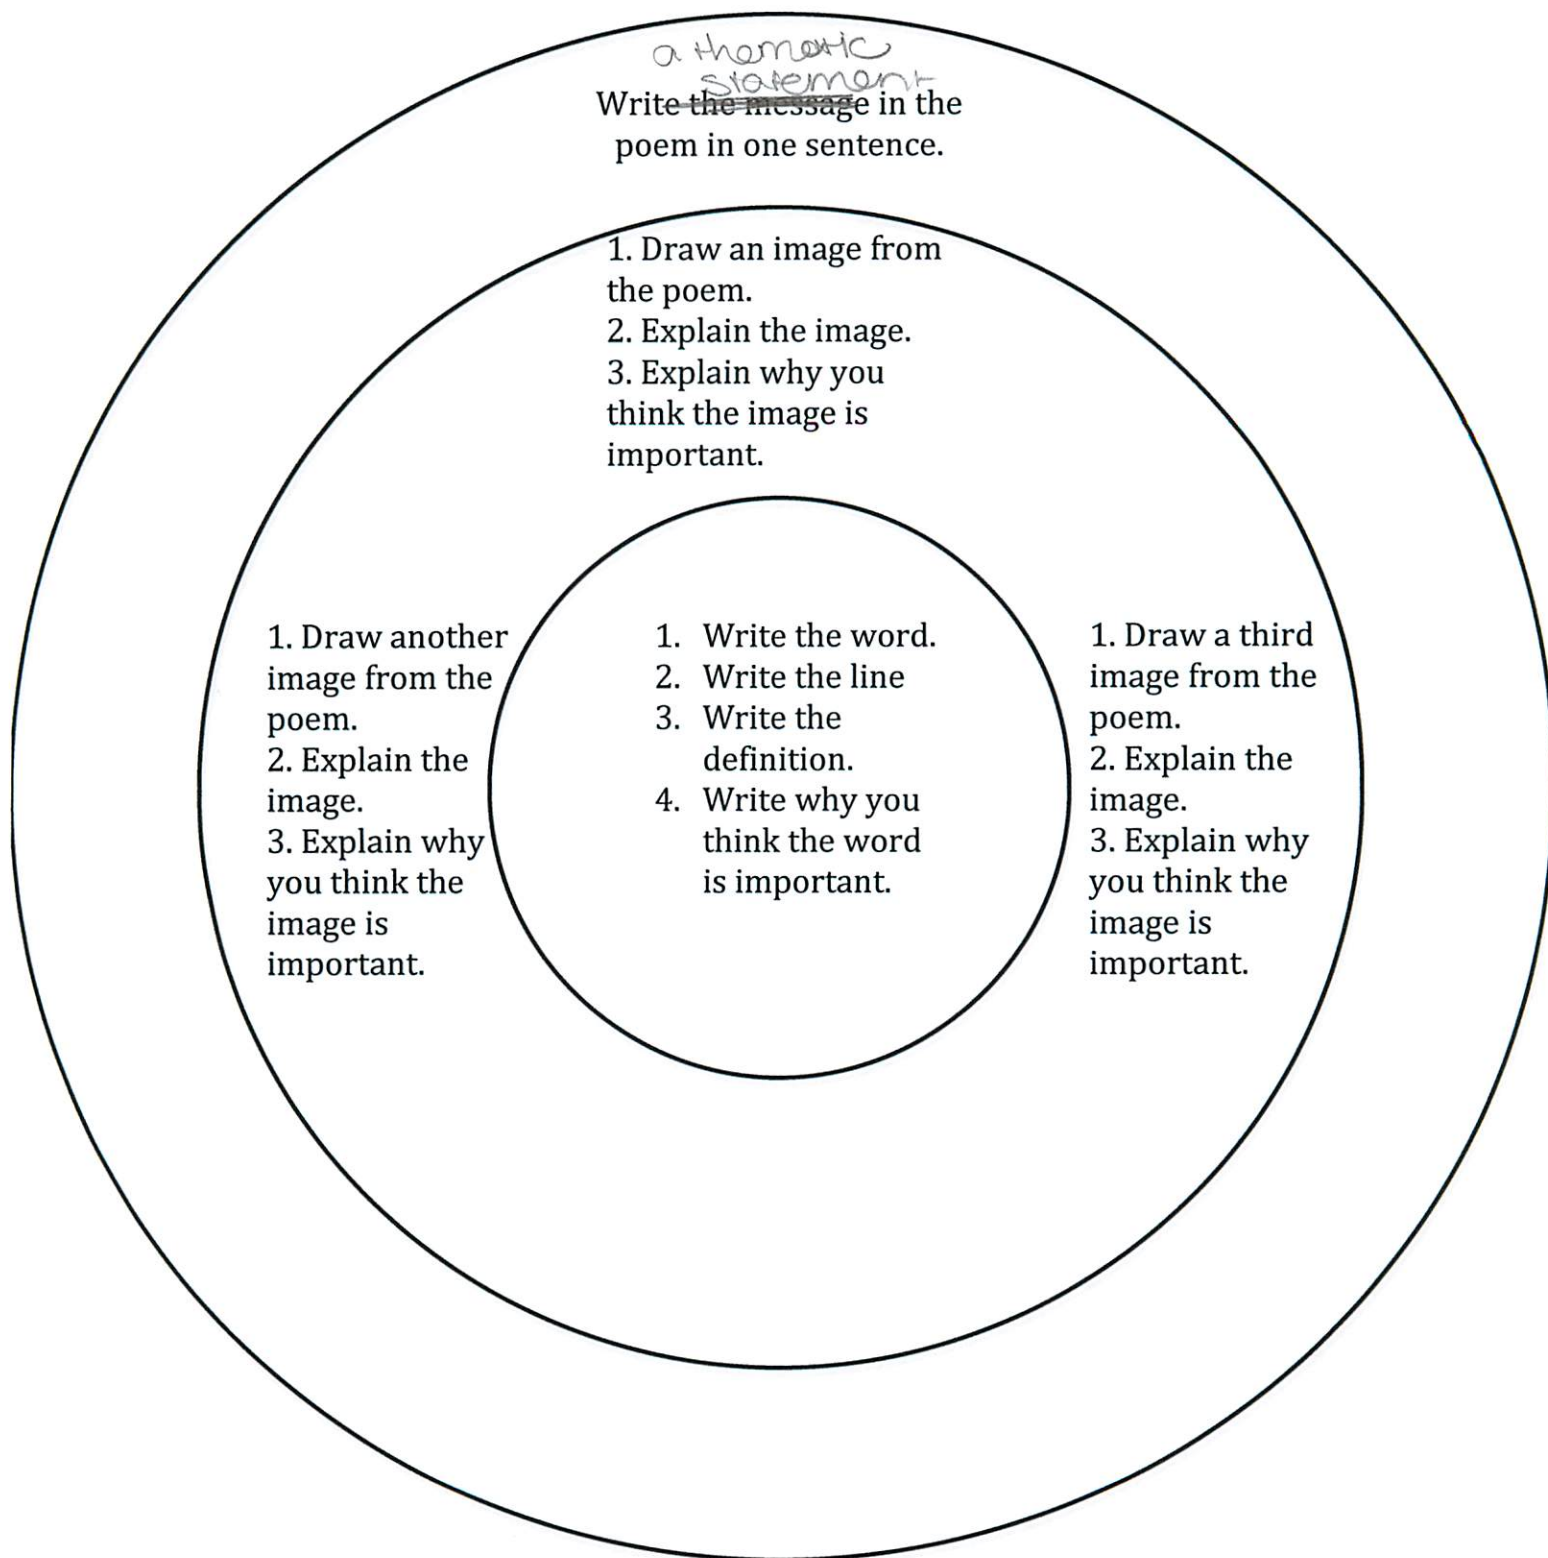 a thematic
statement
Write the message in the
poem in one sentence.
1. Draw an image from
the poem.
2. Explain the image.
3. Explain why you
think the image is
important.
1. Draw another
image from the
poem.
2. Explain the
image.
3. Explain why
you think the
image is
important.
1. Write the word.
2. Write the line
3. Write the
definition.
4. Write why you
think the word
is important.
1. Draw a third
image from the
poem.
2. Explain the
image.
3. Explain why
you think the
image is
important.